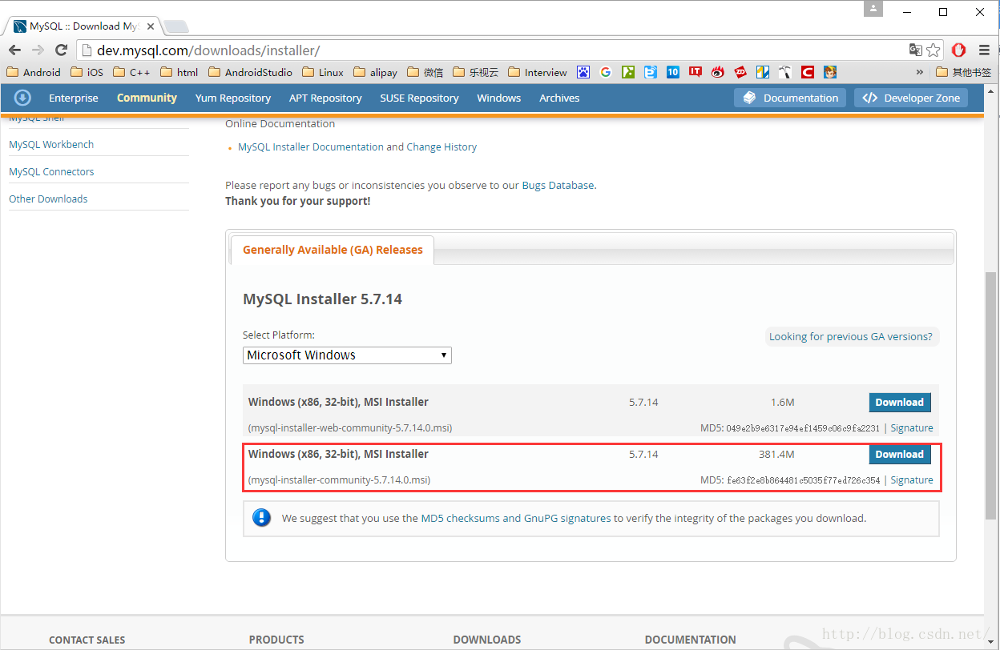 MySQL :: Download My
dev.mysql.com/downloads/installer/
Android iOS C++ html AndroidStudio Linux alipay 微信 乐视云 Interview 10 IT » 其他书签
Enterprise Community Yum Repository APT Repository SUSE Repository Windows Archives Documentation Developer Zone
MySQL Shell
MySQL Workbench
MySQL Connectors
Other Downloads
Online Documentation
MySQL Installer Documentation and Change History
Please report any bugs or inconsistencies you observe to our Bugs Database.
Thank you for your support!
Generally Available (GA) Releases
MySQL Installer 5.7.14
Select Platform:
Looking for previous GA versions?
Microsoft Windows
Windows (x86, 32-bit), MSI Installer 5.7.14 1.6M Download
(mysql-installer-web-community-5.7.14.0.msi) MD5: 049e2b9e6317e94ef1459c06c9fa2231 | Signature
Windows (x86, 32-bit), MSI Installer 5.7.14 381.4M Download
(mysql-installer-community-5.7.14.0.msi) MD5: fe63f2e8b864481c5035f77ed726c354 | Signature
We suggest that you use the MD5 checksums and GnuPG signatures to verify the integrity of the packages you download.
CONTACT SALES PRODUCTS DOWNLOADS DOCUMENTATION
http://blog.csdn.net/